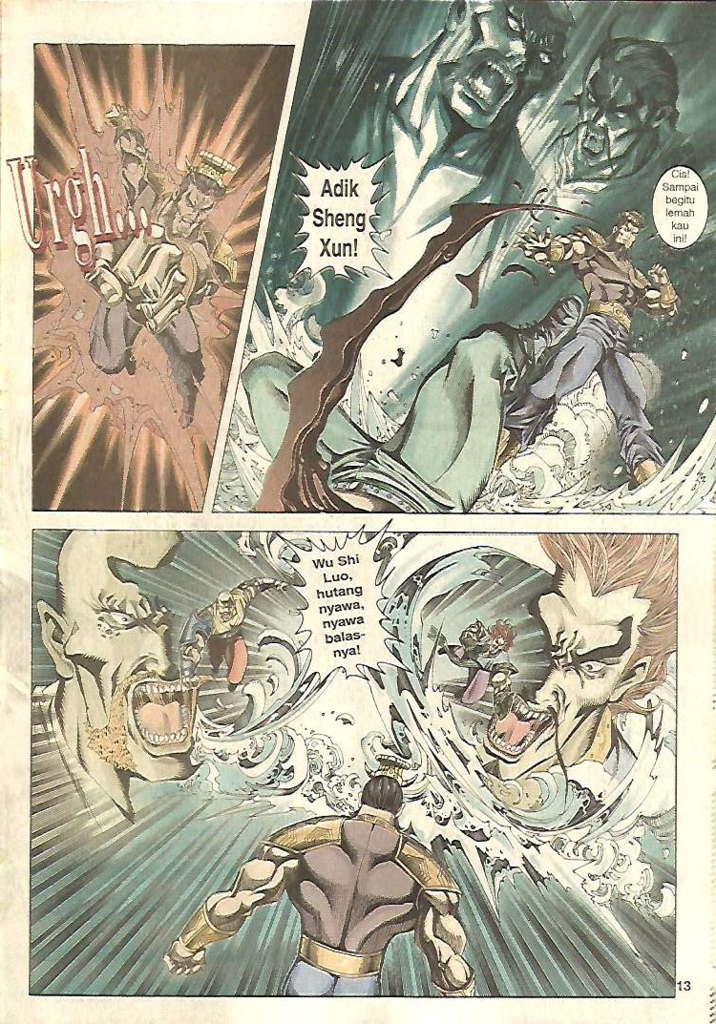 Urgh...
Adik
Sheng
Xun!
Cis!
Sampai
begitu
lemah
kau
ini!
Wu Shi
Luo,
hutang
nyawa,
nyawa
balas-
nya!
13